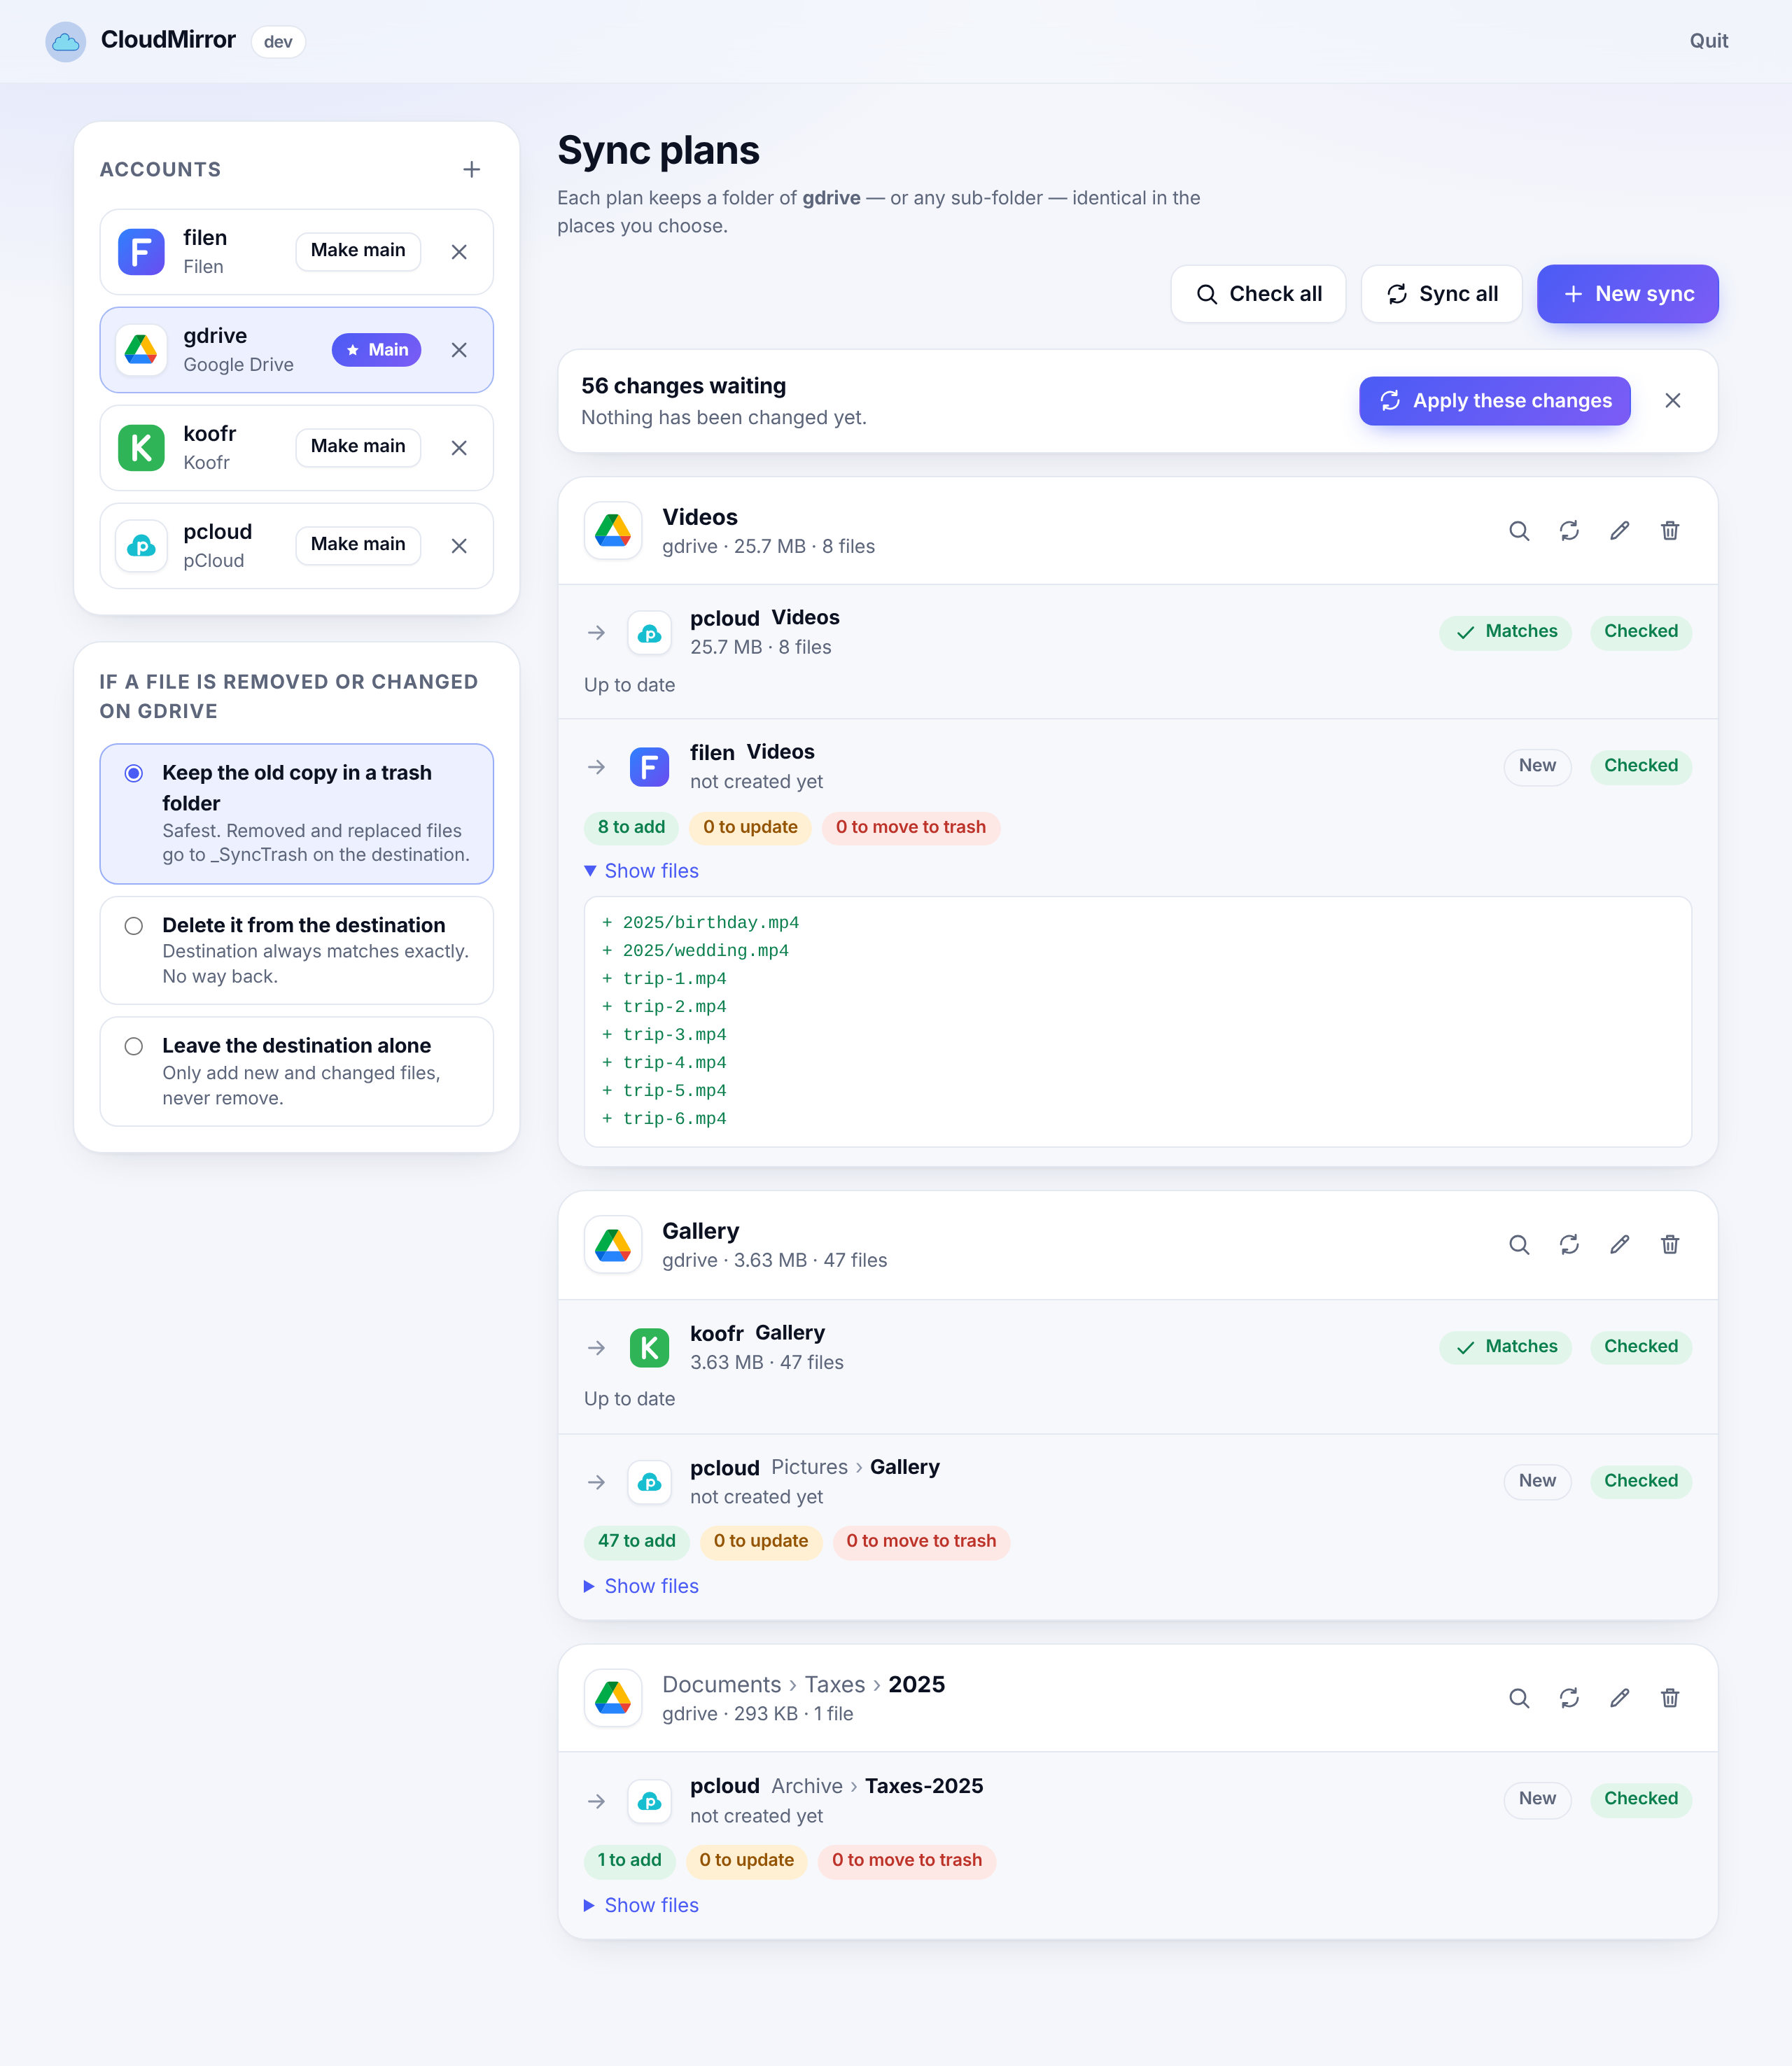 CloudMirror dev
Quit
ACCOUNTS
filen
Filen
Make main
gdrive
Google Drive
Main
koofr
Koofr
Make main
pcloud
pCloud
Make main
IF A FILE IS REMOVED OR CHANGED
ON GDRIVE
Keep the old copy in a trash
folder
Safest. Removed and replaced files
go to _SyncTrash on the destination.
Delete it from the destination
Destination always matches exactly.
No way back.
Leave the destination alone
Only add new and changed files,
never remove.
Sync plans
Each plan keeps a folder of gdrive — or any sub-folder — identical in the
places you choose.
Check all
Sync all
+ New sync
56 changes waiting
Nothing has been changed yet.
Apply these changes
Videos
gdrive · 25.7 MB · 8 files
→ pcloud Videos
25.7 MB · 8 files
✓ Matches
Checked
Up to date
→ filen Videos
not created yet
New
Checked
8 to add
0 to update
0 to move to trash
▼ Show files
+ 2025/birthday.mp4
+ 2025/wedding.mp4
+ trip-1.mp4
+ trip-2.mp4
+ trip-3.mp4
+ trip-4.mp4
+ trip-5.mp4
+ trip-6.mp4
Gallery
gdrive · 3.63 MB · 47 files
→ koofr Gallery
3.63 MB · 47 files
✓ Matches
Checked
Up to date
→ pcloud Pictures › Gallery
not created yet
New
Checked
47 to add
0 to update
0 to move to trash
▶ Show files
Documents › Taxes › 2025
gdrive · 293 KB · 1 file
→ pcloud Archive › Taxes-2025
not created yet
New
Checked
1 to add
0 to update
0 to move to trash
▶ Show files